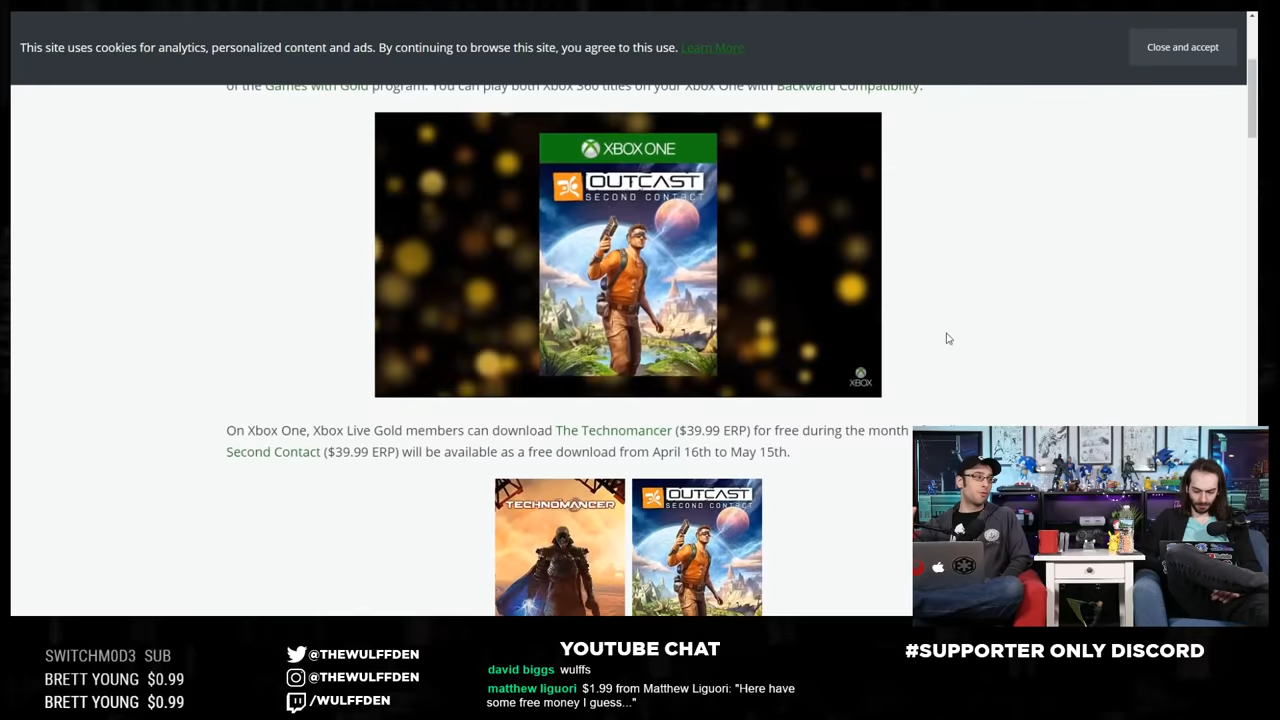 This site uses cookies for analytics, personalized content and ads. By continuing to browse this site, you agree to this use. Learn More
Close and accept
of the Games with Gold program. You can play both Xbox 360 titles on your Xbox One with Backward Compatibility.
XBOX ONE
OUTCAST
SECOND CONTACT
XBOX
On Xbox One, Xbox Live Gold members can download The Technomancer ($39.99 ERP) for free during the month
Second Contact ($39.99 ERP) will be available as a free download from April 16th to May 15th.
TECHNOMANCER
OUTCAST
SECOND CONTACT
SWITCHM0D3 SUB
BRETT YOUNG $0.99
BRETT YOUNG $0.99
@THEWULFFDEN
@THEWULFFDEN
/WULFFDEN
YOUTUBE CHAT
david biggs wulffs
matthew liguori $1.99 from Matthew Liguori: "Here have
some free money I guess..."
#SUPPORTER ONLY DISCORD